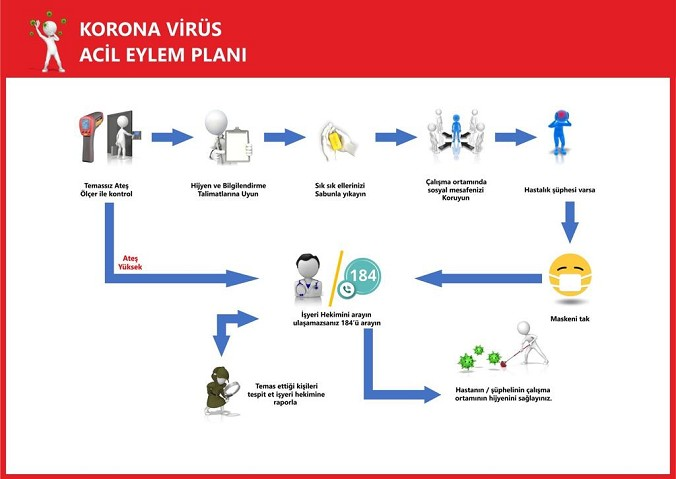 KORONA VİRÜS
ACİL EYLEM PLANI
Temassız Ateş
Ölçer ile kontrol
Hijyen ve Bilgilendirme
Talimatlarına Uyun
Sık sık ellerinizi
Sabunla yıkayın
Çalışma ortamında
sosyal mesafenizi
Koruyun
Hastalık şüphesi varsa
Ateş
Yüksek
184
İşyeri Hekimini arayın
ulaşamazsanız 184'ü arayın
Maskeni tak
Temas ettiği kişileri
tespit et işyeri hekimine
raporla
Hastanın / şüphelinin çalışma
ortamının hijyenini sağlayınız.